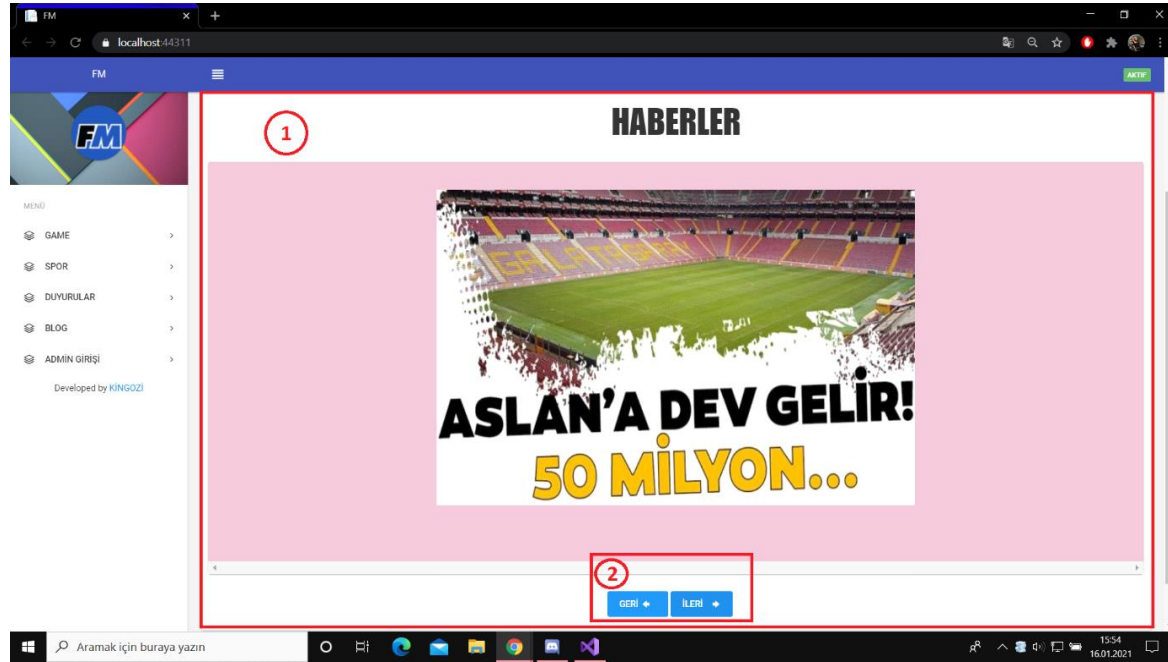 FM
localhost:44311
FM
AKTIF
FM
1
HABERLER
GALATASARAY
ASLAN'A DEV GELİR!
50 MİLYON...
MENÜ
GAME
SPOR
DUYURULAR
BLOG
ADMİN GİRİŞİ
Developed by KİNGOZİ
2
GERİ
İLERİ
Aramak için buraya yazın
15:54
16.01.2021